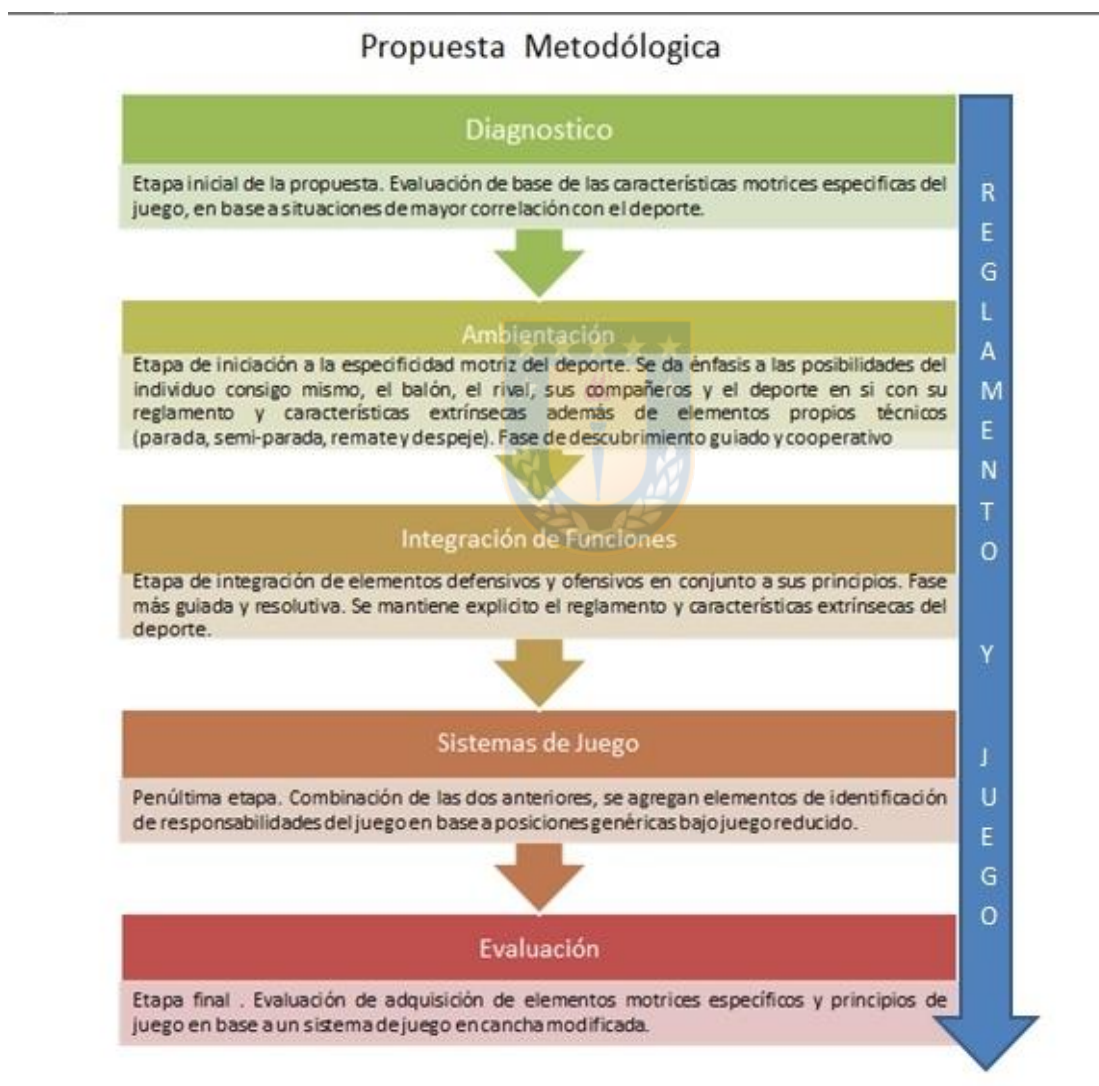 Propuesta Metodólogica
Diagnostico
Etapa inicial de la propuesta. Evaluación de base de las características motrices especificas del
juego, en base a situaciones de mayor correlación con el deporte.
Ambientación
Etapa de iniciación a la especificidad motriz del deporte. Se da énfasis a las posibilidades del
individuo consigo mismo, el balón, el rival, sus compañeros y el deporte en si con su
reglamento y características extrínsecas además de elementos propios técnicos
(parada, semi-parada, remate y despeje). Fase de descubrimiento guiado y cooperativo
Integración de Funciones
Etapa de integración de elementos defensivos y ofensivos en conjunto a sus principios. Fase
más guiada y resolutiva. Se mantiene explicito el reglamento y características extrínsecas del
deporte.
Sistemas de Juego
Penúltima etapa. Combinación de las dos anteriores, se agregan elementos de identificación
de responsabilidades del juego en base a posiciones genéricas bajo juego reducido.
Evaluación
Etapa final . Evaluación de adquisición de elementos motrices específicos y principios de
juego en base a un sistema de juego en cancha modificada.
REGLAMENTO Y JUEGO